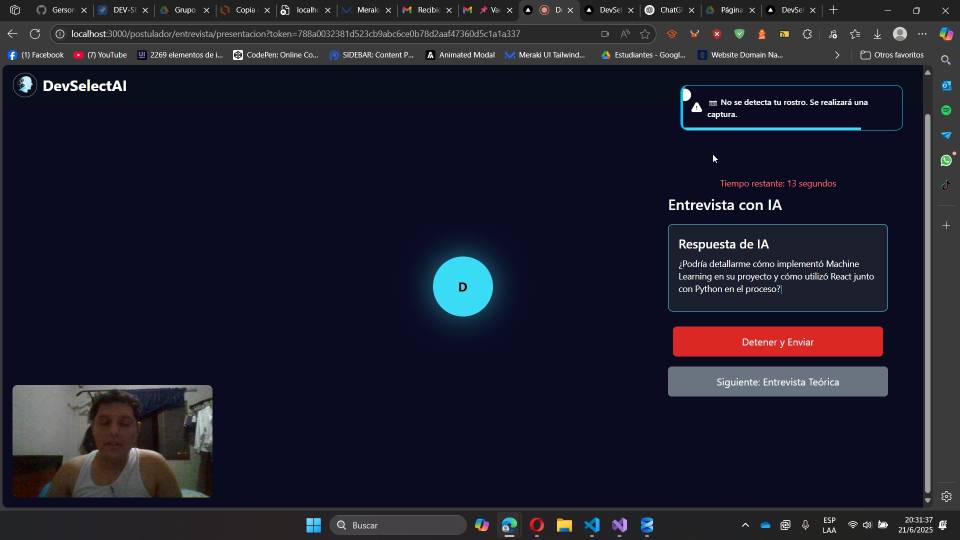 Gerson
DEV-S
Grupo
Copia
localh
Merak
Recibi
Va
D
DevSel
ChatG
Página
DevSel
localhost:3000/postulador/entrevista/presentacion?token=788a0032381d523cb9abc6ce0b78d2aaf47360d5c1a1a337
(1) Facebook
(7) YouTube
2269 elementos de i...
CodePen: Online Co...
SIDEBAR: Content P...
Meraki UI Tailwind...
Estudiantes - Googl...
Animated Modal
Website Domain Na...
Otros favoritos
DevSelectAI
No se detecta tu rostro. Se realizará una
captura.
Tiempo restante: 13 segundos
Entrevista con IA
Respuesta de IA
¿Podría detallarme cómo implementó Machine
Learning en su proyecto y cómo utilizó React junto
con Python en el proceso?
D
Detener y Enviar
Siguiente: Entrevista Teórica
Buscar
ESP
LAA
20:31:37
21/6/2025